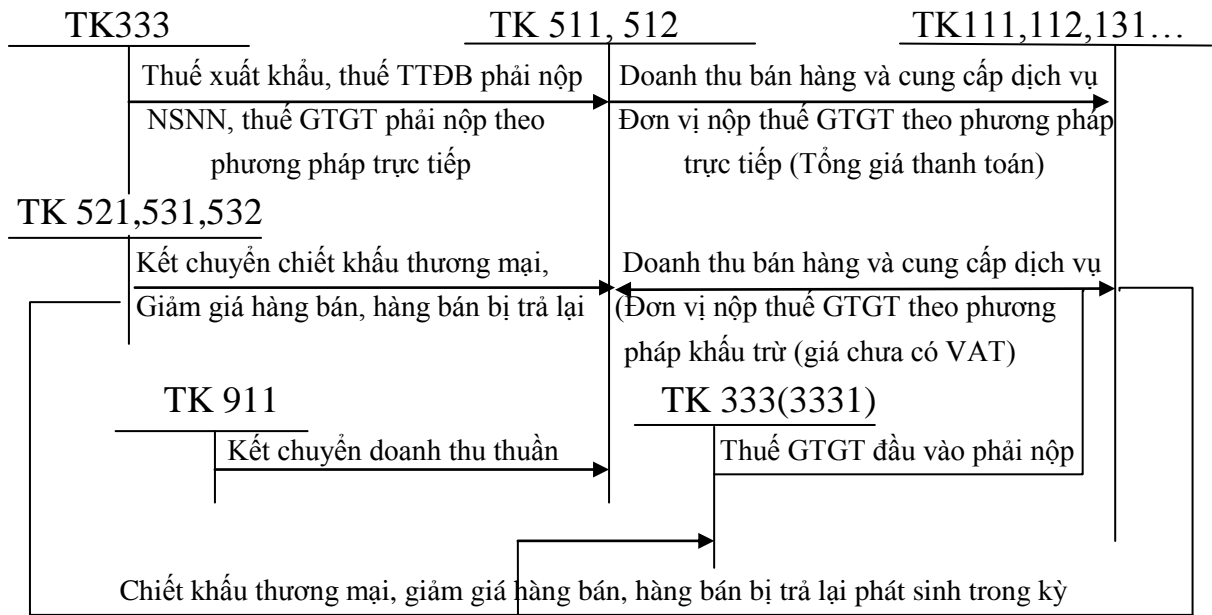 TK333
TK 511, 512
TK111,112,131…
Thuế xuất khẩu, thuế TTĐB phải nộp
NSNN, thuế GTGT phải nộp theo
phương pháp trực tiếp
Doanh thu bán hàng và cung cấp dịch vụ
Đơn vị nộp thuế GTGT theo phương pháp
trực tiếp (Tổng giá thanh toán)
TK 521,531,532
Kết chuyển chiết khấu thương mại,
Giảm giá hàng bán, hàng bán bị trả lại
Doanh thu bán hàng và cung cấp dịch vụ
(Đơn vị nộp thuế GTGT theo phương
pháp khấu trừ (giá chưa có VAT)
TK 911
Kết chuyển doanh thu thuần
TK 333(3331)
Thuế GTGT đầu vào phải nộp
Chiết khấu thương mại, giảm giá hàng bán, hàng bán bị trả lại phát sinh trong kỳ